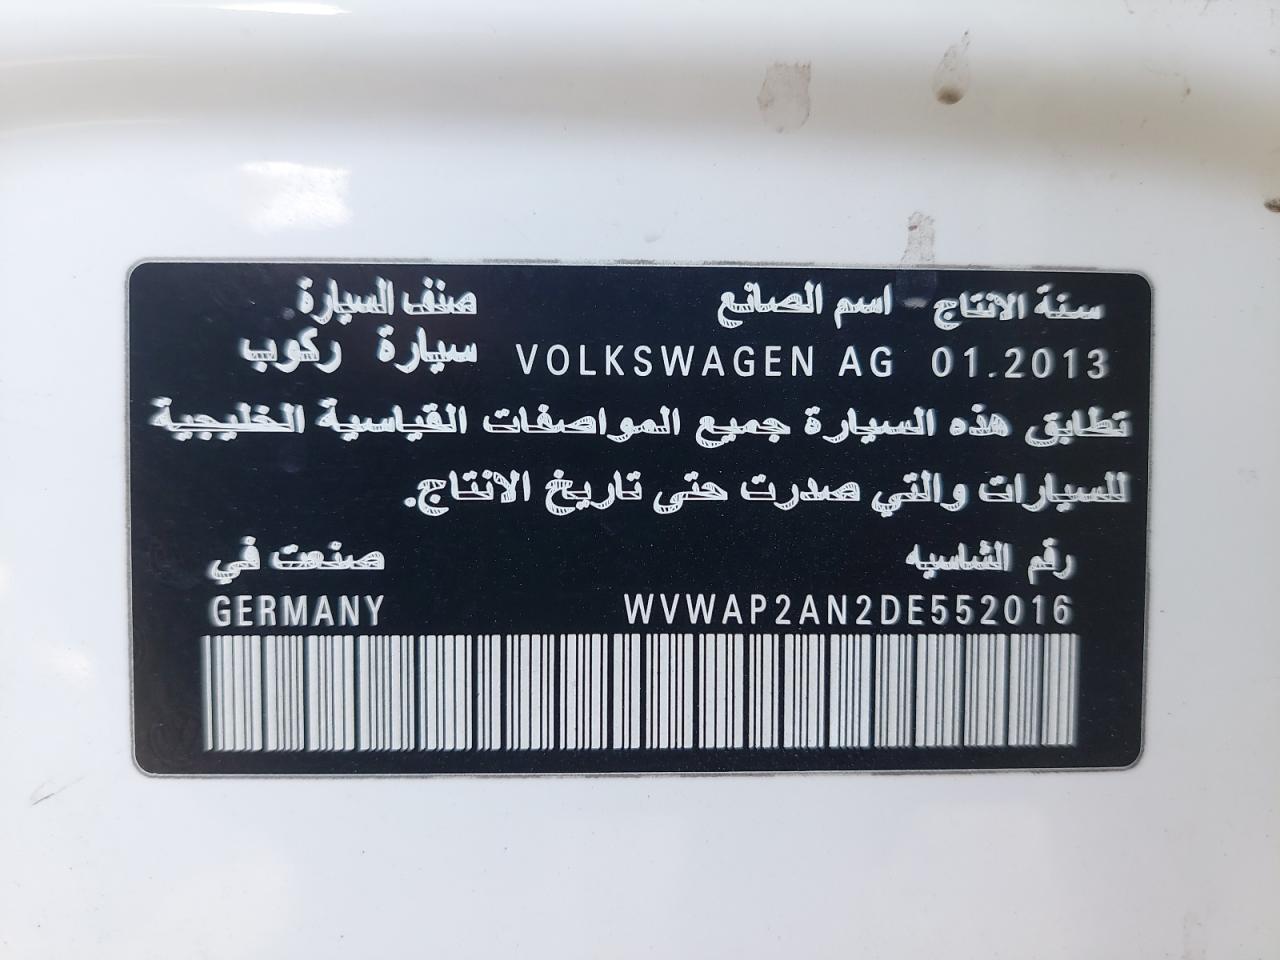 سنة الانتاج اسم الصانع صنف السيارة
01.2013 VOLKSWAGEN AG سيارة ركوب
تطابق هذه السيارة جميع المواصفات القياسية الخليجية
للسيارات والتي صدرت حتى تاريخ الانتاج.
رقم الشاسيه صنعت في
WVWAP2AN2DE552016 GERMANY